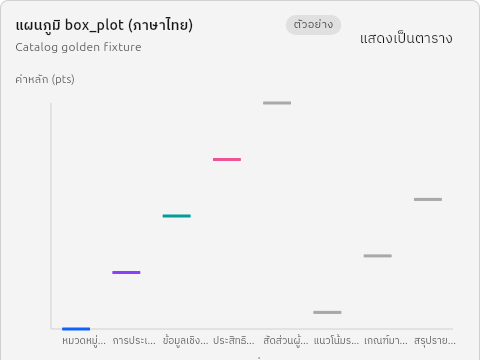 แผนภูมิ box_plot (ภาษาไทย)
ตัวอย่าง
แสดงเป็นตาราง
Catalog golden fixture
ค่าหลัก (pts)
หมวดหมู่... การประเ... ข้อมูลเชิง... ประสิทธิ... สัดส่วนผู้... แนวโน้มร... เกณฑ์มา... สรุปราย...